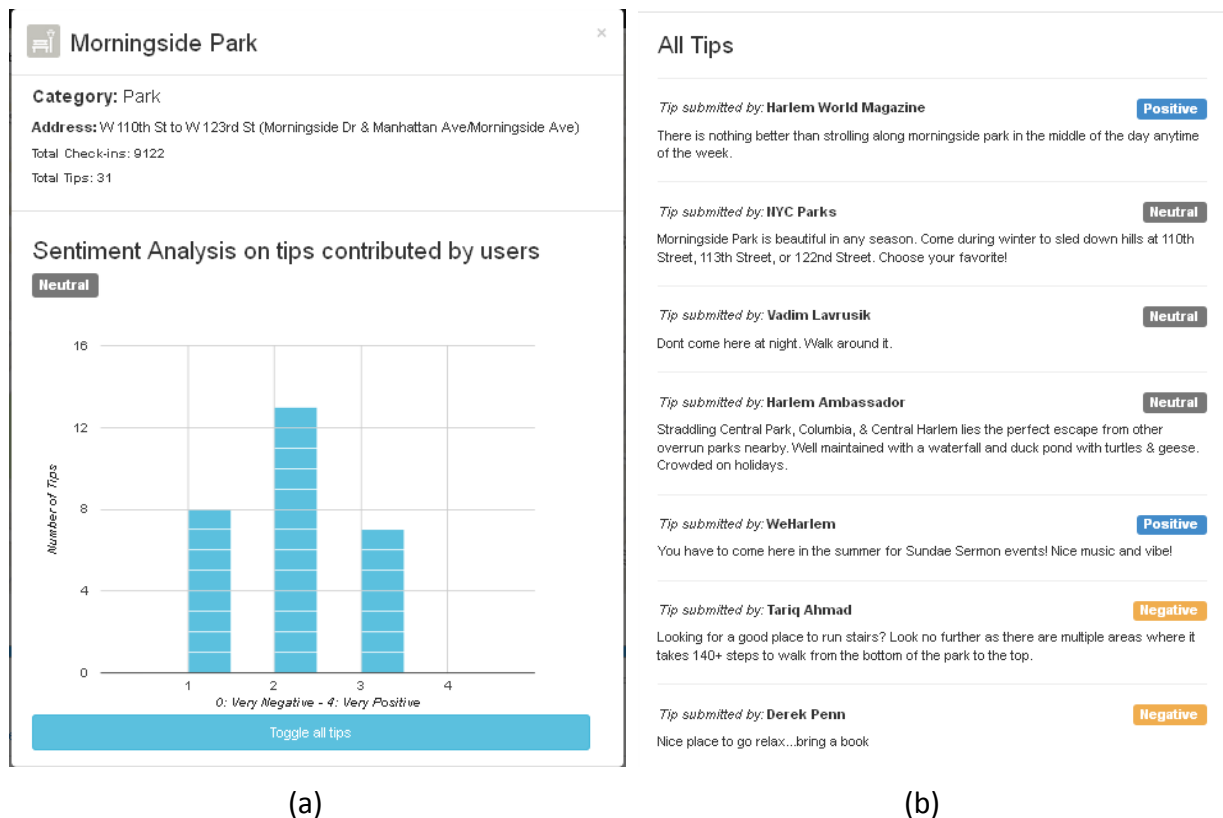 Morningside Park
×
Category: Park
Address: W 110th St to W 123rd St (Morningside Dr & Manhattan Ave/Morningside Ave)
Total Check-ins: 9122
Total Tips: 31
Sentiment Analysis on tips contributed by users
Neutral
16
12
8
4
0
Number of Tips
1 2 3 4
0: Very Negative - 4: Very Positive
Toggle all tips
(a)
All Tips
Tip submitted by: Harlem World Magazine Positive
There is nothing better than strolling along morningside park in the middle of the day anytime
of the week.
Tip submitted by: NYC Parks Neutral
Morningside Park is beautiful in any season. Come during winter to sled down hills at 110th
Street, 113th Street, or 122nd Street. Choose your favorite!
Tip submitted by: Vadim Lavrusik Neutral
Dont come here at night. Walk around it.
Tip submitted by: Harlem Ambassador Neutral
Straddling Central Park, Columbia, & Central Harlem lies the perfect escape from other
overrun parks nearby. Well maintained with a waterfall and duck pond with turtles & geese.
Crowded on holidays.
Tip submitted by: WeHarlem Positive
You have to come here in the summer for Sundae Sermon events! Nice music and vibe!
Tip submitted by: Tariq Ahmad Negative
Looking for a good place to run stairs? Look no further as there are multiple areas where it
takes 140+ steps to walk from the bottom of the park to the top.
Tip submitted by: Derek Penn Negative
Nice place to go relax...bring a book
(b)